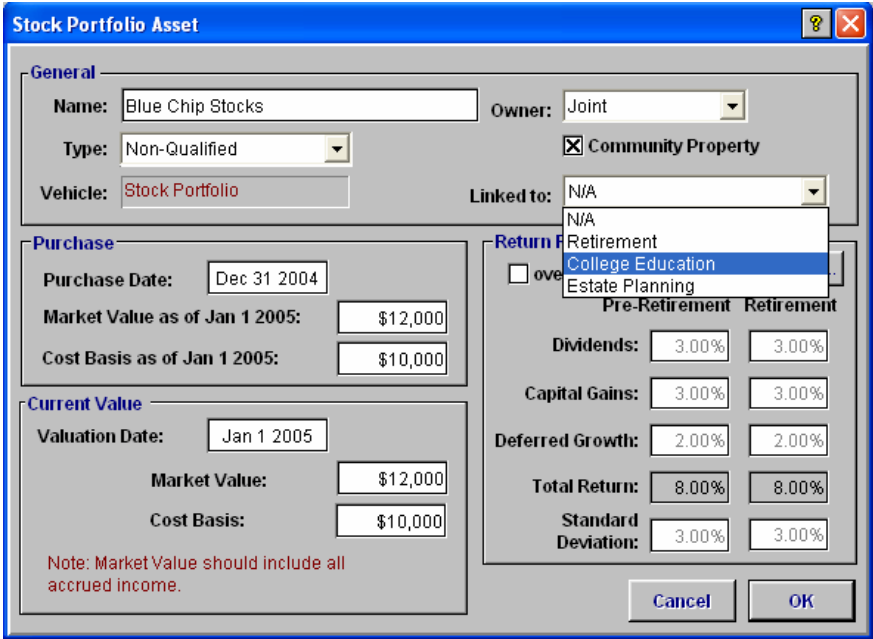 Stock Portfolio Asset
?
General
Name: Blue Chip Stocks
Owner: Joint
Type: Non-Qualified
Community Property
Vehicle: Stock Portfolio
Linked to: N/A
N/A
Retirement
College Education
Estate Planning
Purchase
Purchase Date: Dec 31 2004
Market Value as of Jan 1 2005: $12,000
Cost Basis as of Jan 1 2005: $10,000
Current Value
Valuation Date: Jan 1 2005
Market Value: $12,000
Cost Basis: $10,000
Note: Market Value should include all
accrued income.
Return
Pre-Retirement Retirement
Dividends: 3.00% 3.00%
Capital Gains: 3.00% 3.00%
Deferred Growth: 2.00% 2.00%
Total Return: 8.00% 8.00%
Standard
Deviation: 3.00% 3.00%
Cancel
OK